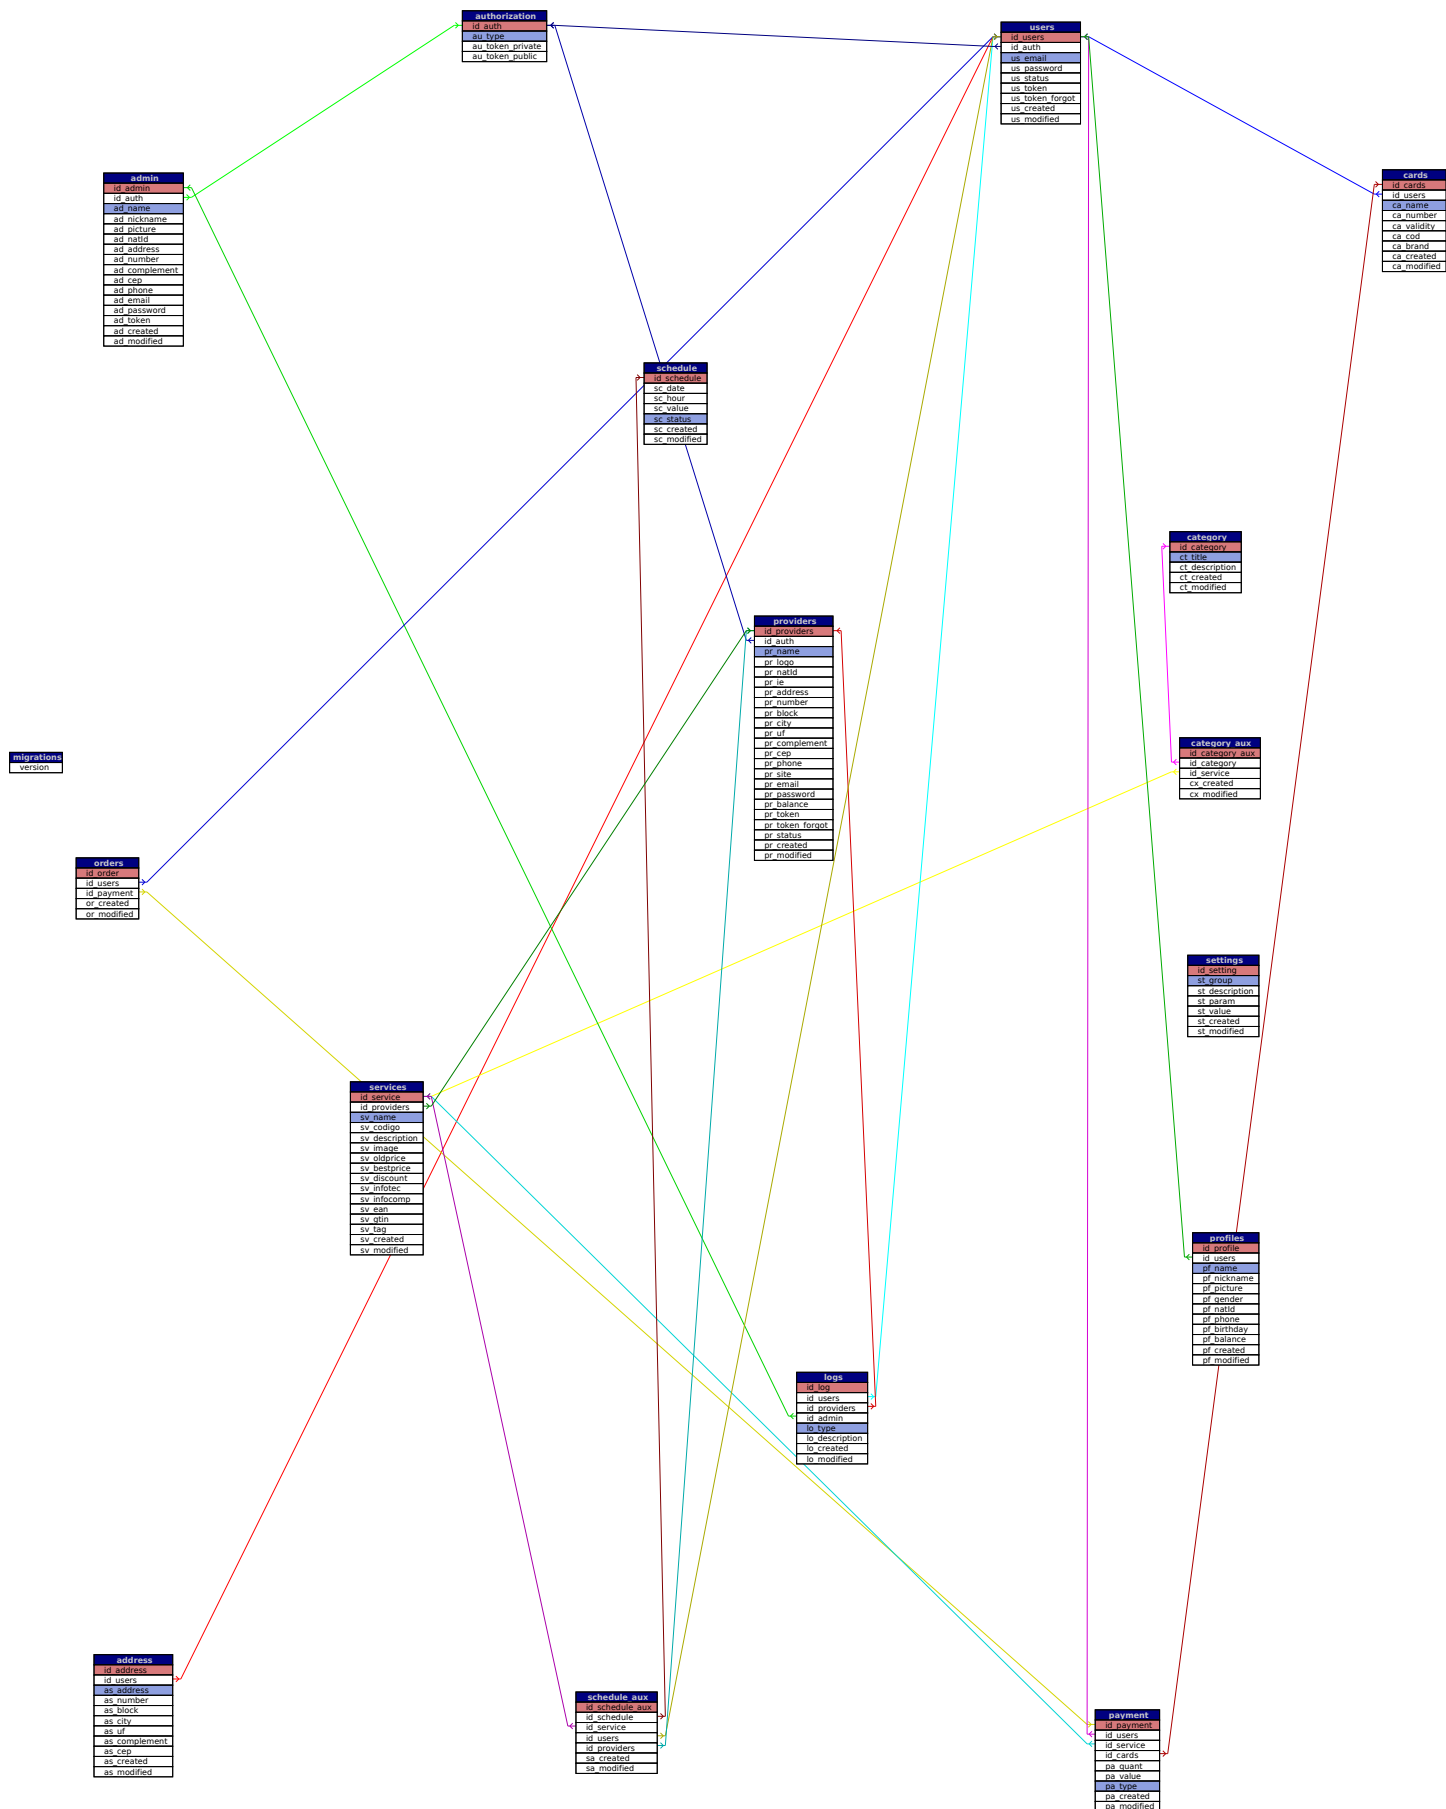 authorization
id_auth
au_type
au_token_private
au_token_public
users
id_users
id_auth
us_email
us_password
us_status
us_token
us_token_forgot
us_created
us_modified
admin
id_admin
id_auth
ad_name
ad_nickname
ad_picture
ad_natId
ad_address
ad_number
ad_complement
ad_cep
ad_phone
ad_email
ad_password
ad_token
ad_created
ad_modified
cards
id_cards
id_users
ca_name
ca_number
ca_validity
ca_cod
ca_brand
ca_created
ca_modified
schedule
id_schedule
sc_date
sc_hour
sc_value
sc_status
sc_created
sc_modified
category
id_category
ct_title
ct_description
ct_created
ct_modified
providers
id_providers
id_auth
pr_name
pr_logo
pr_natId
pr_ie
pr_address
pr_number
pr_block
pr_city
pr_uf
pr_complement
pr_cep
pr_phone
pr_site
pr_email
pr_password
pr_balance
pr_token
pr_token_forgot
pr_status
pr_created
pr_modified
category_aux
id_category_aux
id_category
id_service
cx_created
cx_modified
migrations
version
orders
id_order
id_users
id_payment
or_created
or_modified
settings
id_setting
st_group
st_description
st_param
st_value
st_created
st_modified
services
id_service
id_providers
sv_name
sv_codigo
sv_description
sv_image
sv_oldprice
sv_bestprice
sv_discount
sv_infotec
sv_infocomp
sv_ean
sv_gtin
sv_tag
sv_created
sv_modified
profiles
id_profile
id_users
pf_name
pf_nickname
pf_picture
pf_gender
pf_natId
pf_phone
pf_birthday
pf_balance
pf_created
pf_modified
logs
id_log
id_users
id_providers
id_admin
lo_type
lo_description
lo_created
lo_modified
address
id_address
id_users
as_address
as_number
as_block
as_city
as_uf
as_complement
as_cep
as_created
as_modified
schedule_aux
id_schedule_aux
id_schedule
id_service
id_users
id_providers
sa_created
sa_modified
payment
id_payment
id_users
id_service
id_cards
pa_quant
pa_value
pa_type
pa_created
pa_modified